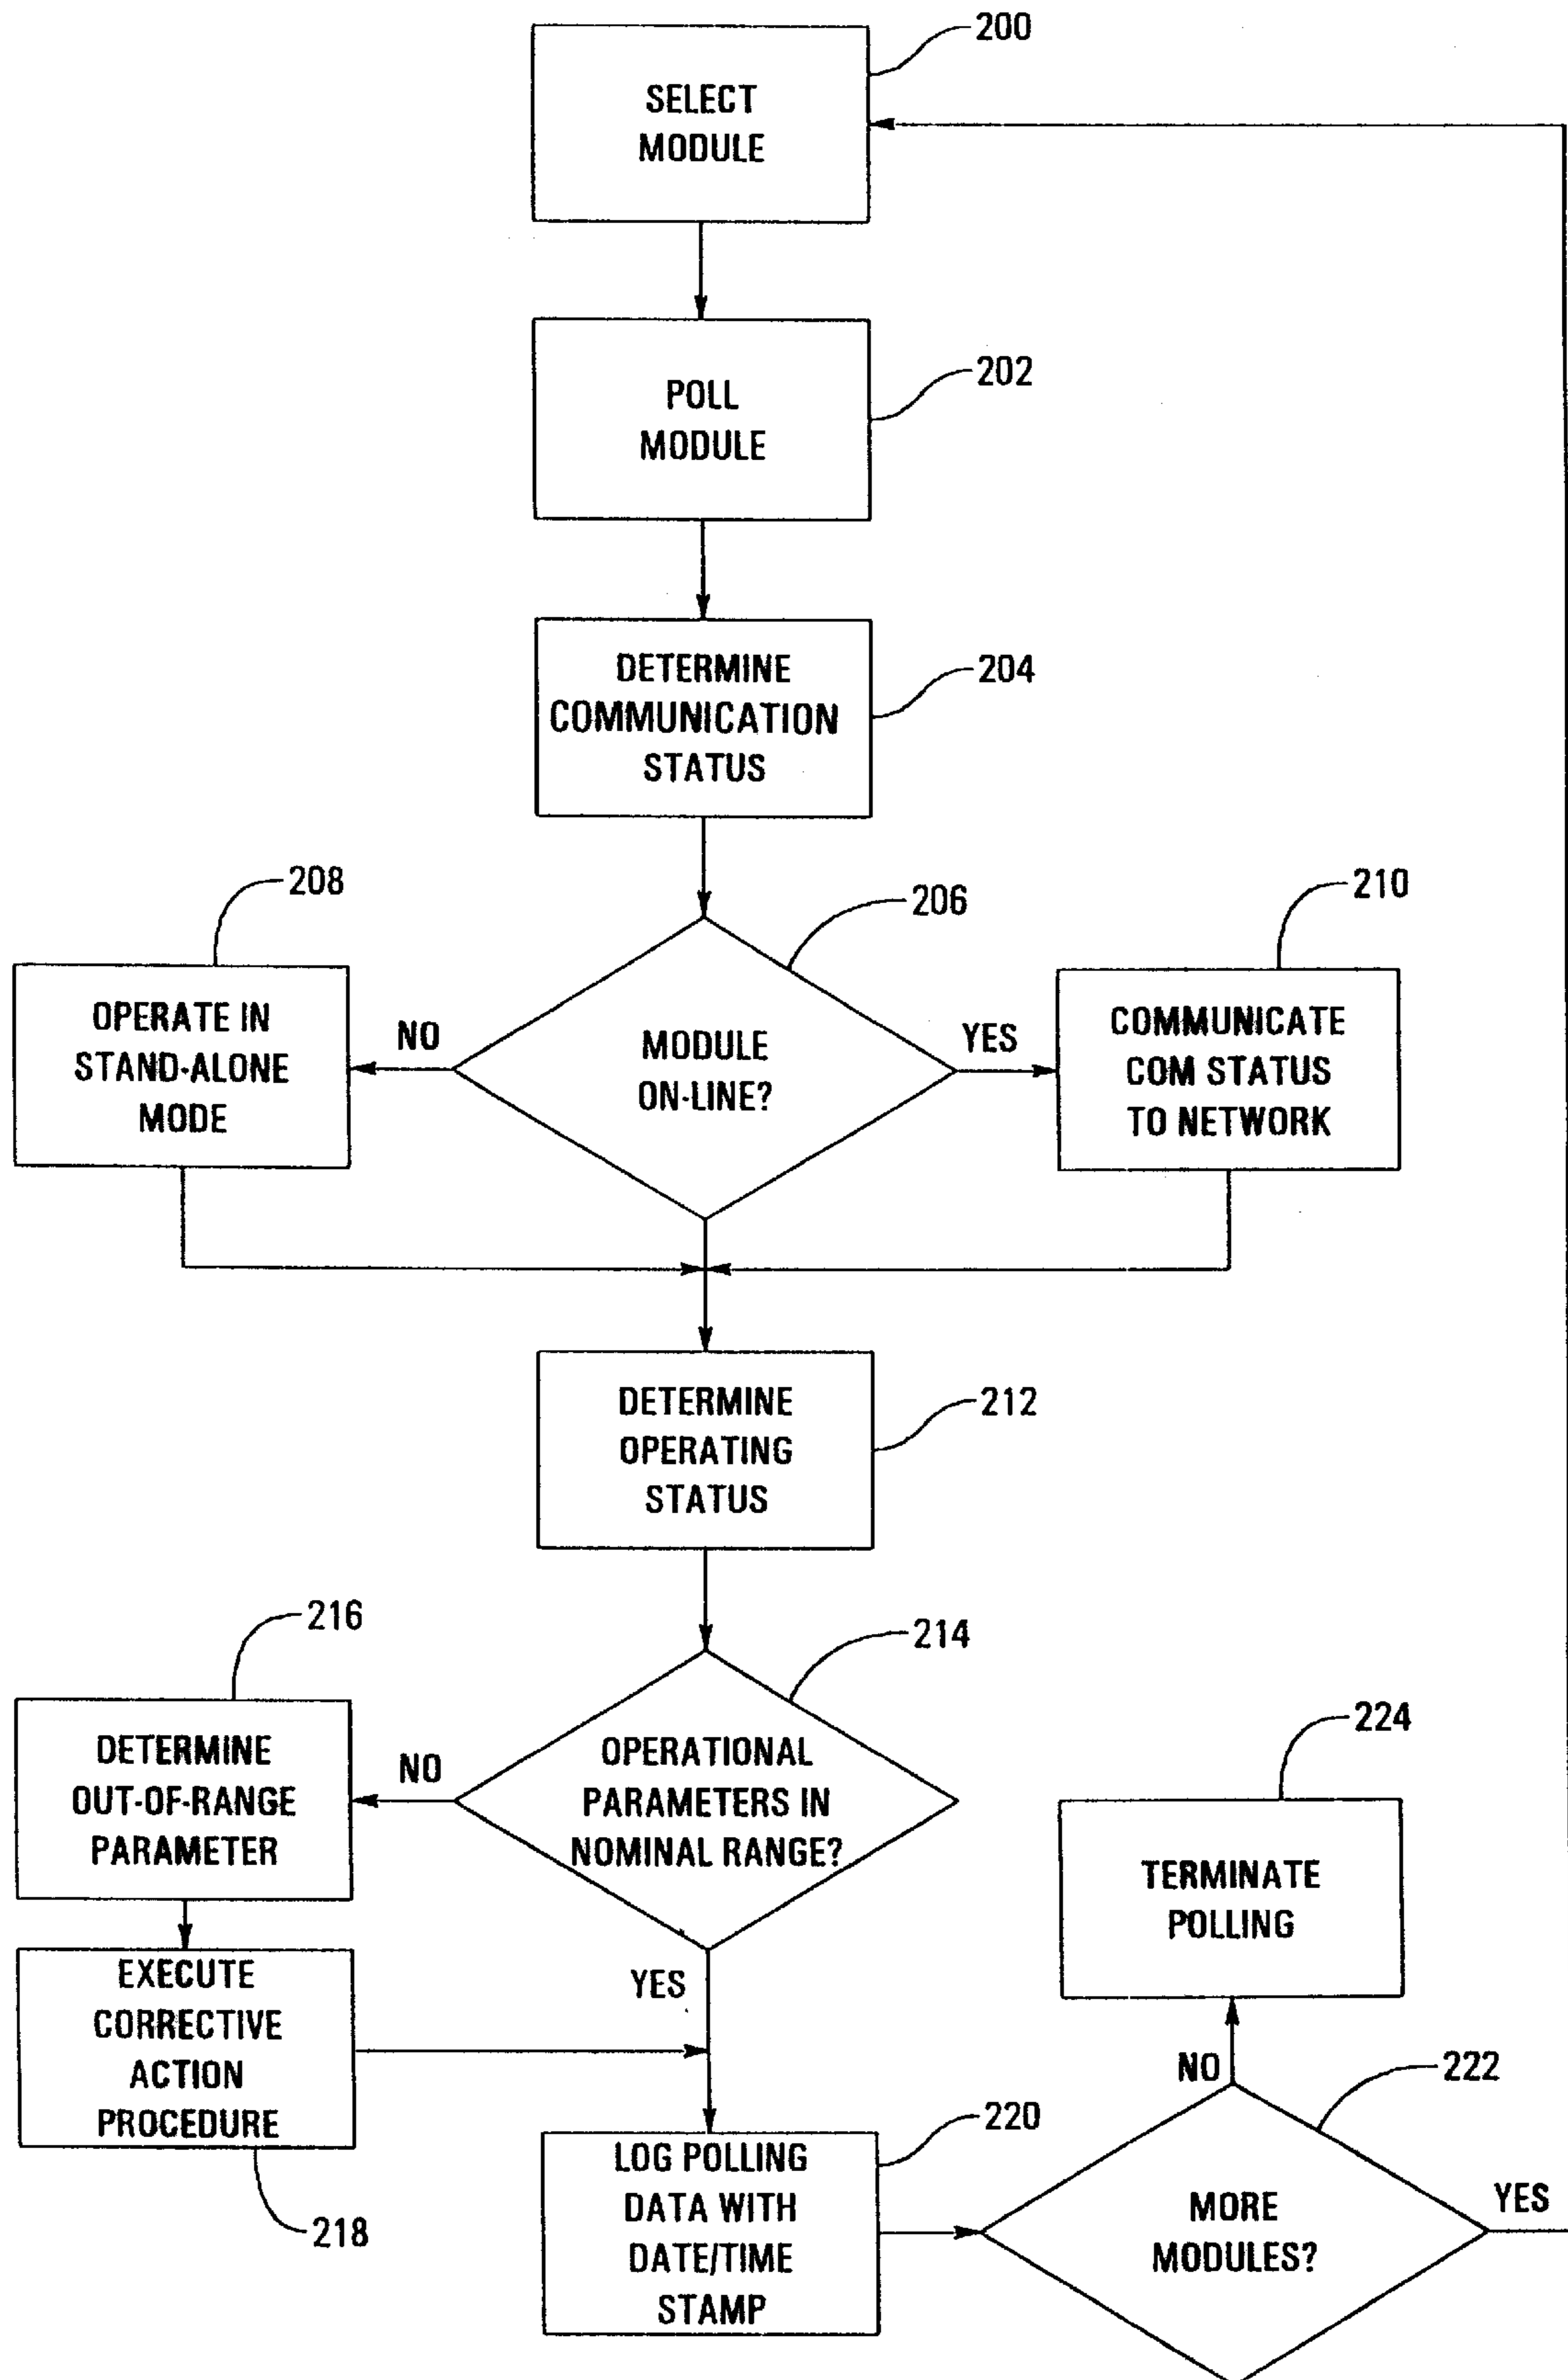 200
SELECT
MODULE
202
POLL
MODULE
204
DETERMINE
COMMUNICATION
STATUS
208
206
210
OPERATE IN
STAND-ALONE
MODE
NO
MODULE
ON-LINE?
YES
COMMUNICATE
COM STATUS
TO NETWORK
212
DETERMINE
OPERATING
STATUS
216
214
DETERMINE
OUT-OF-RANGE
PARAMETER
NO
OPERATIONAL
PARAMETERS IN
NOMINAL RANGE?
224
TERMINATE
POLLING
EXECUTE
CORRECTIVE
ACTION
PROCEDURE
218
YES
NO
222
220
LOG POLLING
DATA WITH
DATE/TIME
STAMP
MORE
MODULES?
YES